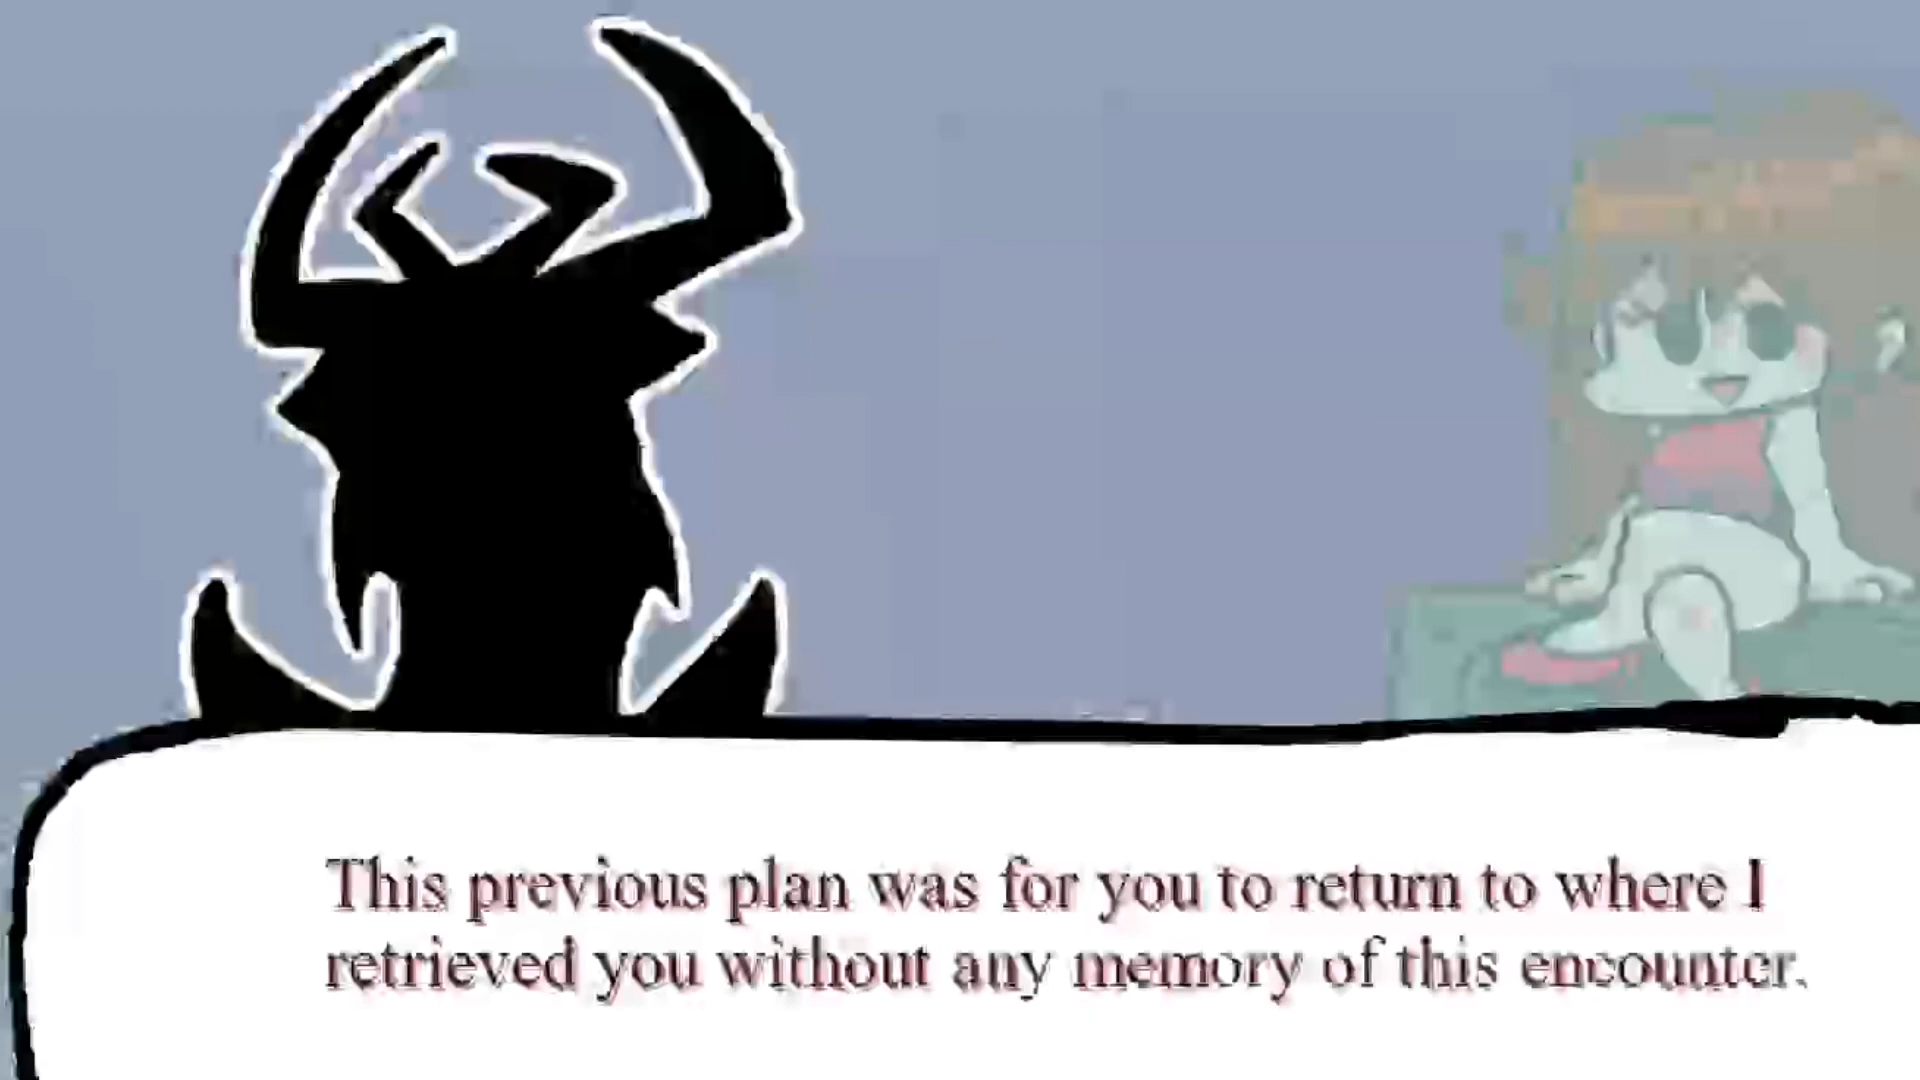 This previous plan was for you to return to where I
retrieved you without any memory of this encounter.